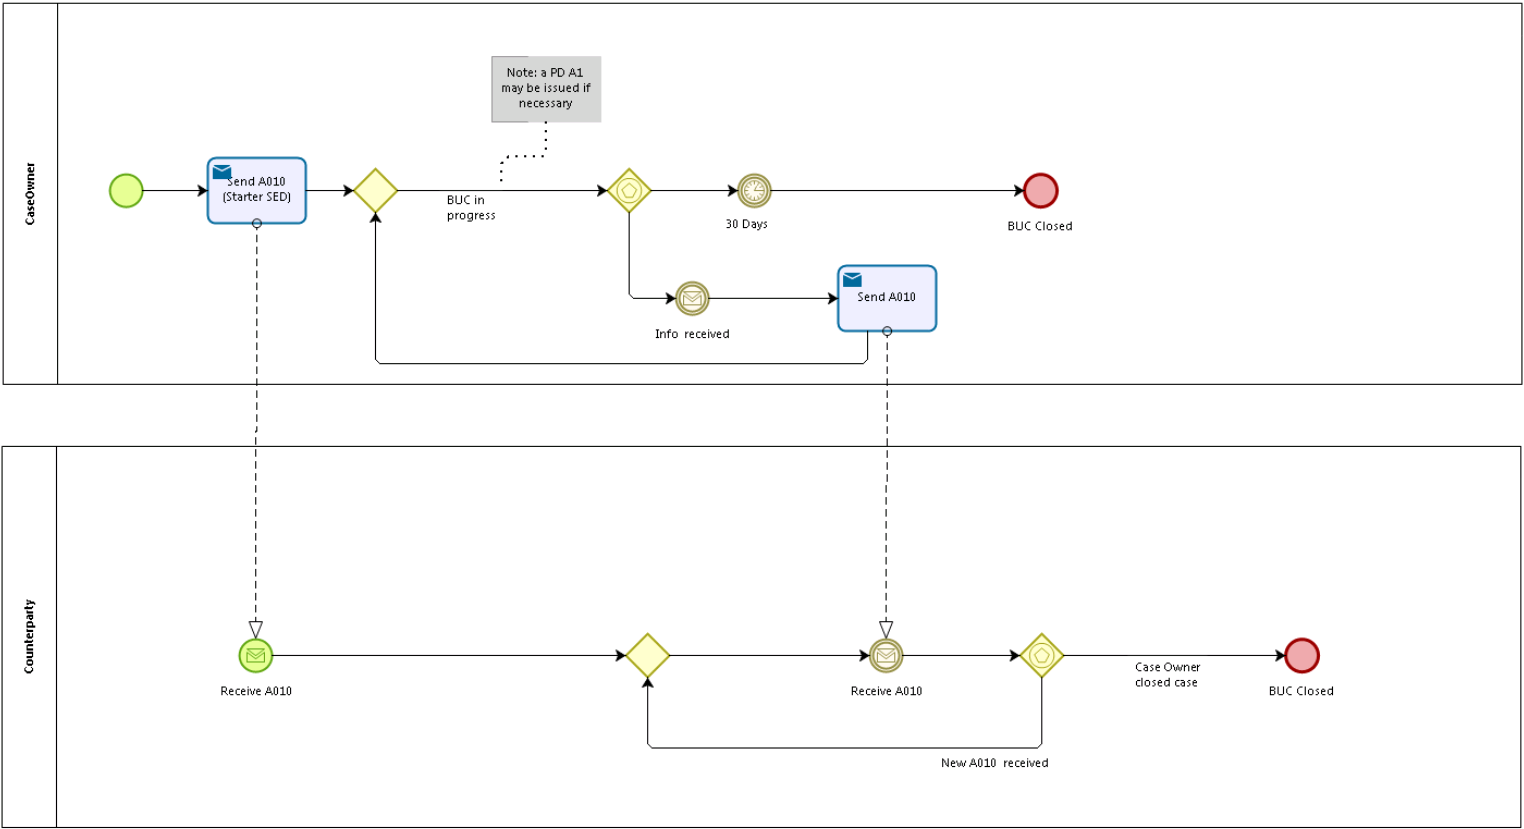 CaseOwner
Note: a PD A1
may be issued if
necessary
Send A010
(Starter SED)
BUC in
progress
30 Days
BUC Closed
Send A010
Info received
Counterparty
Receive A010
Receive A010
Case Owner
closed case
BUC Closed
New A010 received